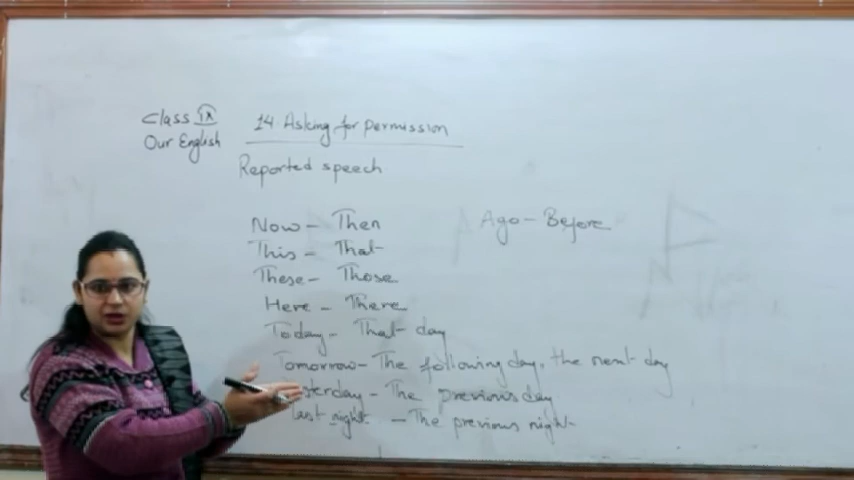 Class IX
Our English
14 Asking for permission
Reported speech
Now - Then
This - That
These - Those
Here - There
Today - That day
Tomorrow - The following day, the next day
sterday - The previous day
last night - The previous night
Ago - Before